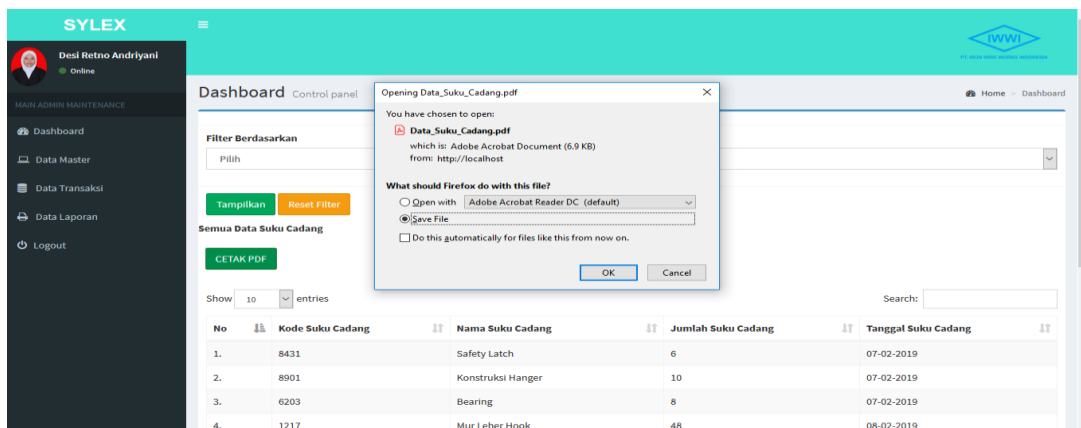 SYLEX
IWWI
PT. IRON WIRE WORKS INDONESIA
Desi Retno Andriyani
Online
MAIN ADMIN MAINTENANCE
Dashboard
Data Master
Data Transaksi
Data Laporan
Logout
Dashboard Control panel
Home > Dashboard
Filter Berdasarkan
Pilih
Tampilkan Reset Filter
Semua Data Suku Cadang
CETAK PDF
Opening Data_Suku_Cadang.pdf
You have chosen to open:
Data_Suku_Cadang.pdf
which is: Adobe Acrobat Document (6.9 KB)
from: http://localhost
What should Firefox do with this file?
Open with Adobe Acrobat Reader DC (default)
Save File
Do this automatically for files like this from now on.
OK Cancel
Show 10 entries Search:
No Kode Suku Cadang Nama Suku Cadang Jumlah Suku Cadang Tanggal Suku Cadang
1. 8431 Safety Latch 6 07-02-2019
2. 8901 Konstruksi Hanger 10 07-02-2019
3. 6203 Bearing 8 07-02-2019
4. 1217 Mur Leher Hook 48 08-02-2019